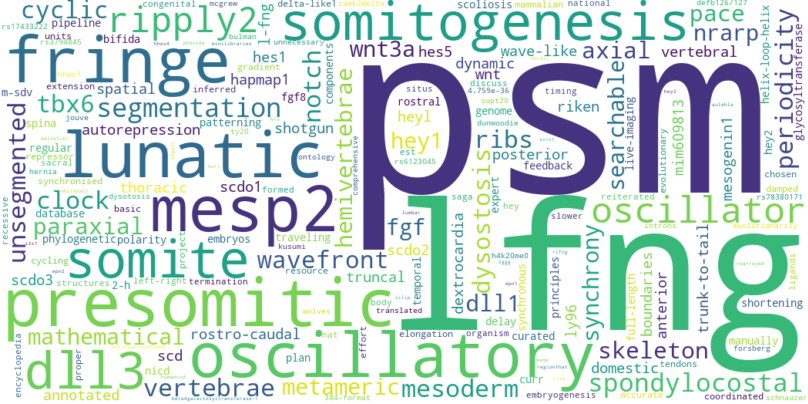 cyclic
pipeline
congenital
mcgrew
delta-like1
camk2delta
scoliosis
mammalian
national
defb126/127
rs17433222
bifida
bulman
l-fng
unnecessary
ripply2
somitogenesis
pace
units
rs3794845
minilibraries
components
fringe
extension
gradient
hes1
wnt3a
hes5
wave-like
axial
nrarp
m-sdv
spatial
inferred
hapmap1
fgf8
notch
dynamic
vertebral
tbx6
segmentation
jouve
patterning
situs
wnt
discuss
riken
helix-loop-helix
glycosyltransferase
spina
autorepression
shotgun
rostral
timing
genome
periodicity
regular
repressor
ty20
est
heyl
supt20
live-imaging
searchable
lunatic
psm
unsegmented
sacral
hernia
synchronised
ontology
comprehensive
hey1
ribs
posterior
feedback
evolutionary
mim609813
mesogenin1
hey2
chosen
damped
thoracic
dysostosis
scdo1
formed
rs6123045
dunwoodie
expert
reiterated
rs78380171
recessive
clock
database
basic
mesp2
hemivertebrae
lumbar
hey
slower
oscillator
paraxial
phylogenetic
polarity
embryos
traveling
fgf
saga
lfng
introns
cycling
somite
kusumi
wavefront
scdo2
dextrocardia
h4k20me0
synchrony
boundaries
trunk-to-tail
scdo3
structures
2-h
left-right
termination
project
resource
truncal
temporal
synchronous
principles
ly96
full-length
anterior
shortening
presomitic
wolves
body
translated
dll1
delay
curated
manually
forsberg
mathematical
rostro-caudal
elongation
organism
domestic
tendons
dll3
scd
proper
plan
effort
oscillatory
skeleton
encyclopedia
annotated
nicd
vertebrae
metameric
mesoderm
curr
embryogenesis
accurate
spondylocostal
coordinated
schnauzer